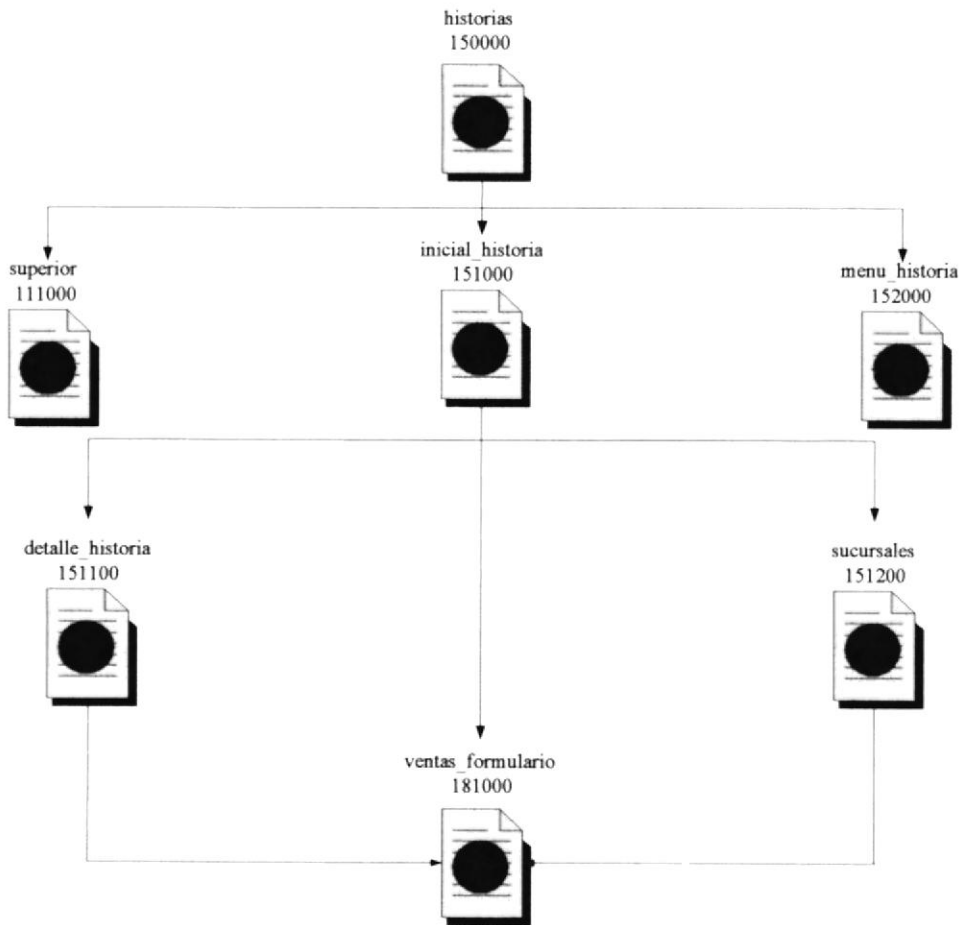 historias
150000
superior
111000
inicial_historia
151000
menu_historia
152000
detalle_historia
151100
sucursales
151200
ventas_formulario
181000